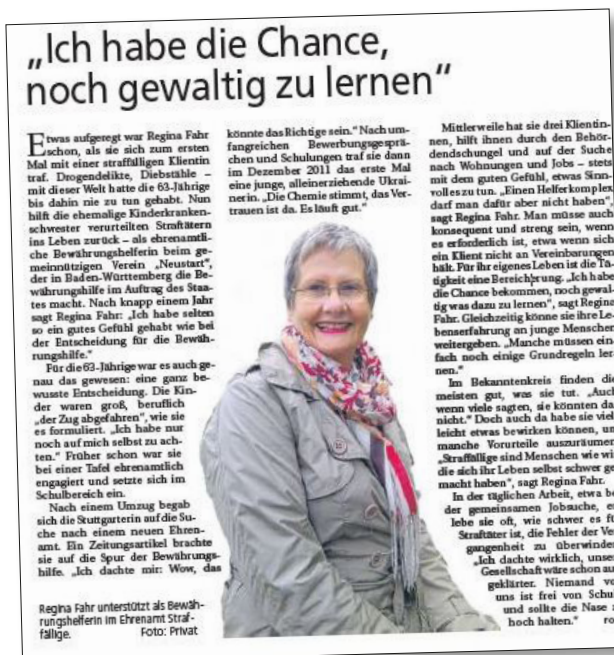 „Ich habe die Chance,
noch gewaltig zu lernen“
Etwas aufgeregt war Regina Fahr
schon, als sie sich zum ersten
Mal mit einer straffälligen Klientin
traf. Drogendelikte, Diebstähle –
mit dieser Welt hatte die 63-Jährige
bis dahin nie zu tun gehabt. Nun
hilft die ehemalige Kinderkranken-
schwester verurteilten Straftätern
ins Leben zurück – als ehrenamtli-
che Bewährungshelferin beim ge-
meinnützigen Verein „Neustart“,
der in Baden-Württemberg die Be-
währungshilfe im Auftrag des Staa-
tes macht. Nach knapp einem Jahr
sagt Regina Fahr: „Ich habe selten
so ein gutes Gefühl gehabt wie bei
der Entscheidung für die Bewäh-
rungshilfe.“
Für die 63-Jährige war es auch ge-
nau das gewesen: eine ganz be-
wusste Entscheidung. Die Kin-
der waren groß, beruflich
„der Zug abgefahren“, wie sie
es formuliert. „Ich habe nur
noch auf mich selbst zu ach-
ten.“ Früher schon war sie
bei einer Tafel ehrenamtlich
engagiert und setzte sich im
Schulbereich ein.
Nach einem Umzug begab
sich die Stuttgarterin auf die Su-
che nach einem neuen Ehren-
amt. Ein Zeitungsartikel brachte
sie auf die Spur der Bewährungs-
hilfe. „Ich dachte mir: Wow, das
könnte das Richtige sein.“ Nach um-
fangreichen Bewerbungsgesprä-
chen und Schulungen traf sie dann
im Dezember 2011 das erste Mal
eine junge, alleinerziehende Ukrai-
nerin. „Die Chemie stimmt, das Ver-
trauen ist da. Es läuft gut.“
Mittlerweile hat sie drei Klientin-
nen, hilft ihnen durch den Behör-
dendschungel und auf der Suche
nach Wohnungen und Jobs – stets
mit dem guten Gefühl, etwas Sinn-
volles zu tun. „Einen Helferkomplex
darf man dafür aber nicht haben“,
sagt Regina Fahr. Man müsse auch
konsequent und streng sein, wenn
es erforderlich ist, etwa wenn sich
ein Klient nicht an Vereinbarungen
hält. Für ihr eigenes Leben ist die Tä-
tigkeit eine Bereicherung. „Ich habe
die Chance bekommen, noch gewal-
tig was dazu zu lernen“, sagt Regina
Fahr. Gleichzeitig könne sie ihre Le-
benserfahrung an junge Menschen
weitergeben. „Manche müssen ein-
fach noch einige Grundregeln ler-
nen.“
Im Bekanntenkreis finden die
meisten gut, was sie tut. „Auch
wenn viele sagten, sie könnten da
nicht.“ Doch auch da habe sie viel
leicht etwas bewirken können, un
manche Vorurteile auszuräumen
„Straffällige sind Menschen wie wi
die sich ihr Leben selbst schwer ge
macht haben“, sagt Regina Fahr.
In der täglichen Arbeit, etwa be
der gemeinsamen Jobsuche, er
lebe sie oft, wie schwer es fü
Straftäter ist, die Fehler der Ver
gangenheit zu überwinden
„Ich dachte wirklich, unser
Gesellschaft wäre schon auf
geklärter. Niemand vo
uns ist frei von Schul
und sollte die Nase
hoch halten.“ ro
Regina Fahr unterstützt als Bewäh-
rungshelferin im Ehrenamt Straf-
fällige. Foto: Privat